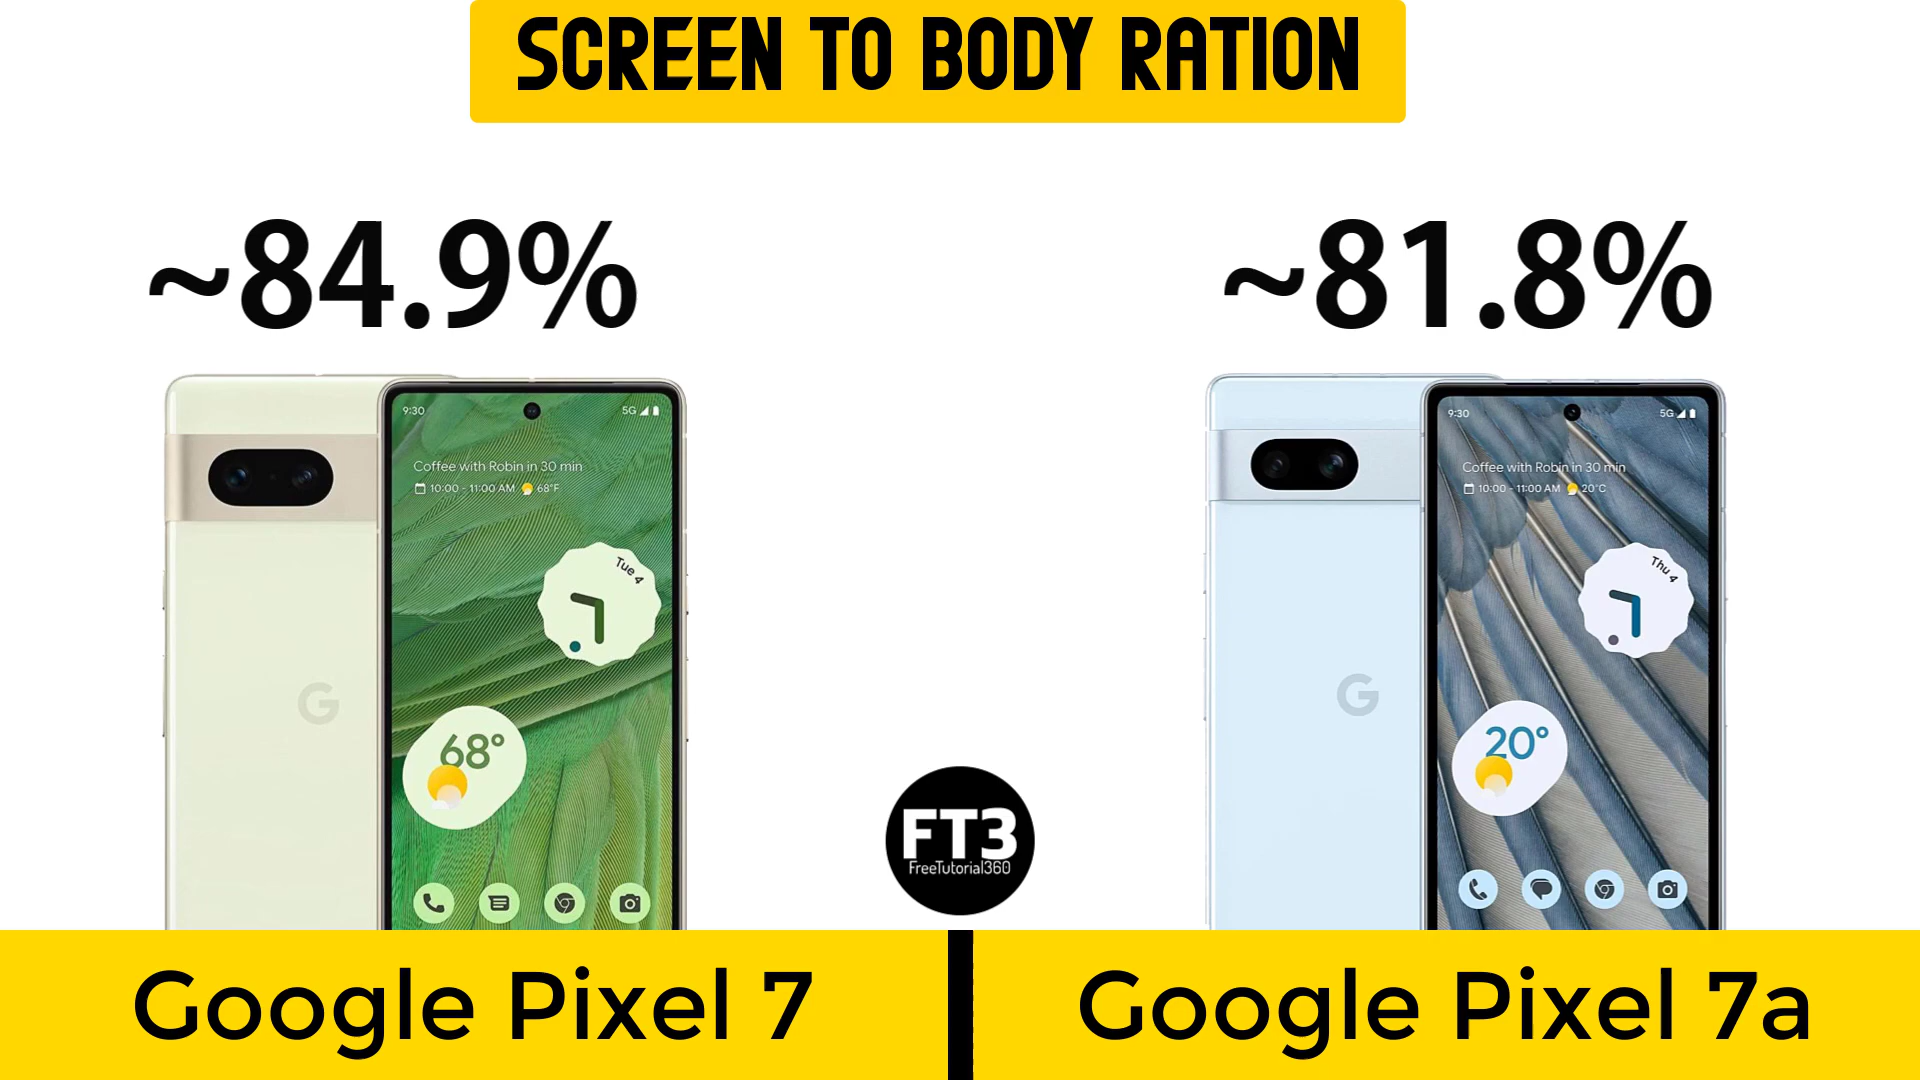 SCREEN TO BODY RATION
~84.9%
~81.8%
9:30
5G
Coffee with Robin in 30 min
10:00 - 11:00 AM 68°F
Tue 4
68°
G
9:30
5G
Coffee with Robin in 30 min
10:00 - 11:00 AM 20°C
Thu 4
20°
G
FT3
FreeTutorial360
Google Pixel 7
Google Pixel 7a